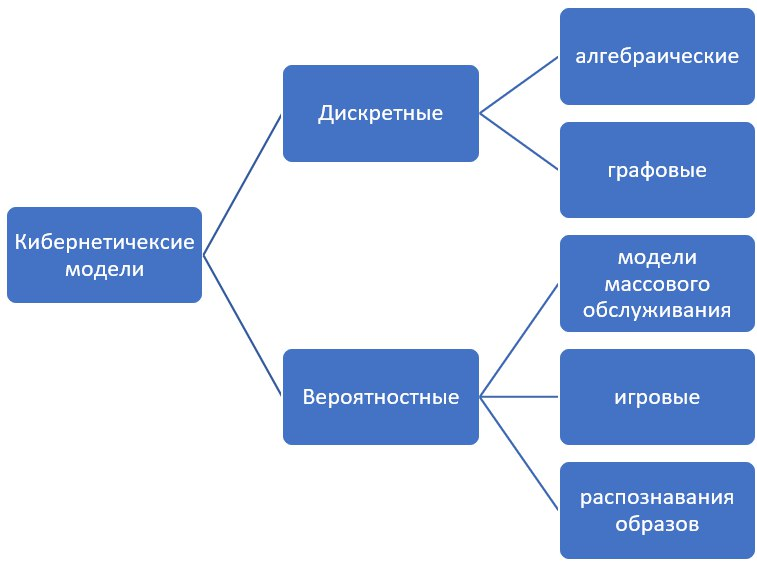 Кибернетичексие
модели
Дискретные
алгебраические
графовые
Вероятностные
модели
массового
обслуживания
игровые
распознавания
образов